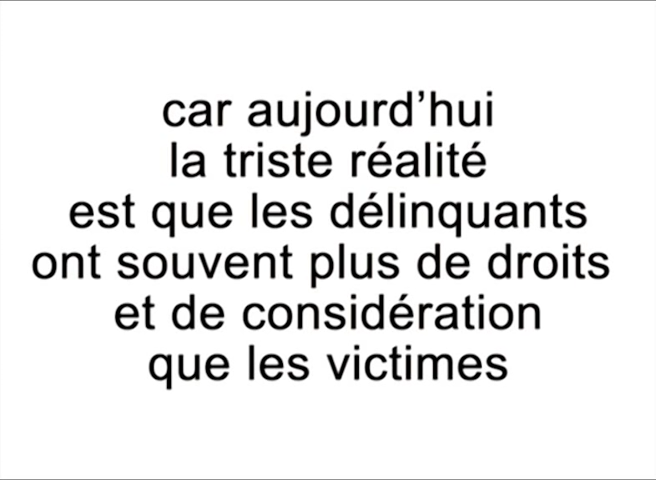 car aujourd’hui
la triste réalité
est que les délinquants
ont souvent plus de droits
et de considération
que les victimes